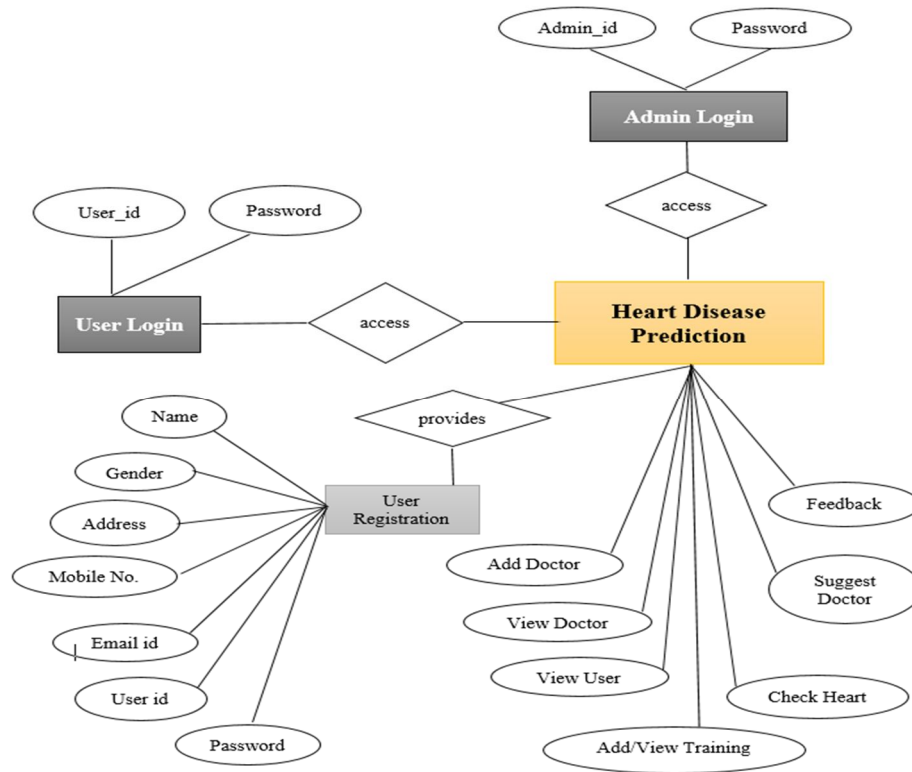 Admin_id
Password
Admin Login
access
User_id
Password
User Login
access
Heart Disease
Prediction
provides
Name
Gender
Address
Mobile No.
Email id
User id
Password
User
Registration
Add Doctor
View Doctor
View User
Add/View Training
Check Heart
Suggest
Doctor
Feedback